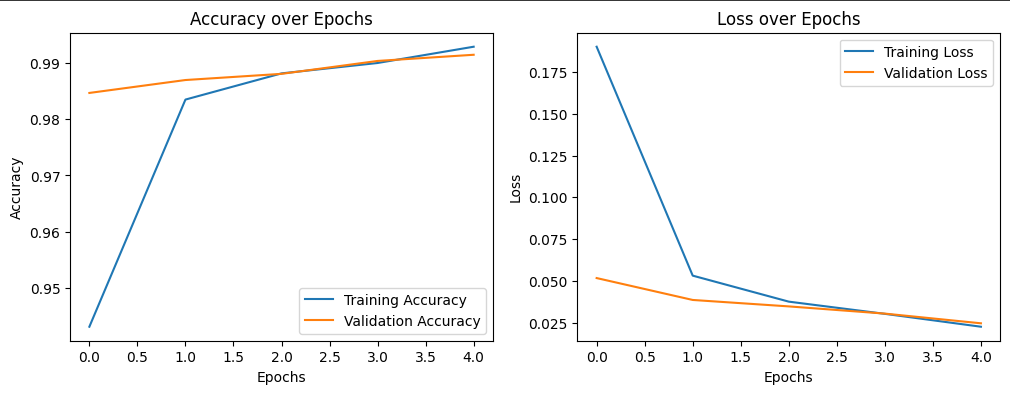 Accuracy over Epochs
0.99
0.98
0.97
0.96
0.95
Accuracy
Training Accuracy
Validation Accuracy
0.0 0.5 1.0 1.5 2.0 2.5 3.0 3.5 4.0
Epochs
Loss over Epochs
0.175
0.150
0.125
0.100
0.075
0.050
0.025
Loss
Training Loss
Validation Loss
0.0 0.5 1.0 1.5 2.0 2.5 3.0 3.5 4.0
Epochs